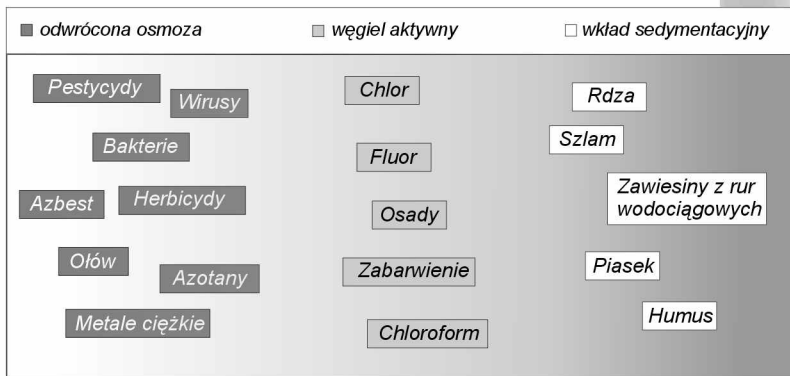 odwrócona osmoza
węgiel aktywny
wkład sedymentacyjny
Pestycydy
Wirusy
Bakterie
Azbest
Herbicydy
Ołów
Azotany
Metale ciężkie
Chlor
Fluor
Osady
Zabarwienie
Chloroform
Rdza
Szlam
Zawiesiny z rur
wodociągowych
Piasek
Humus